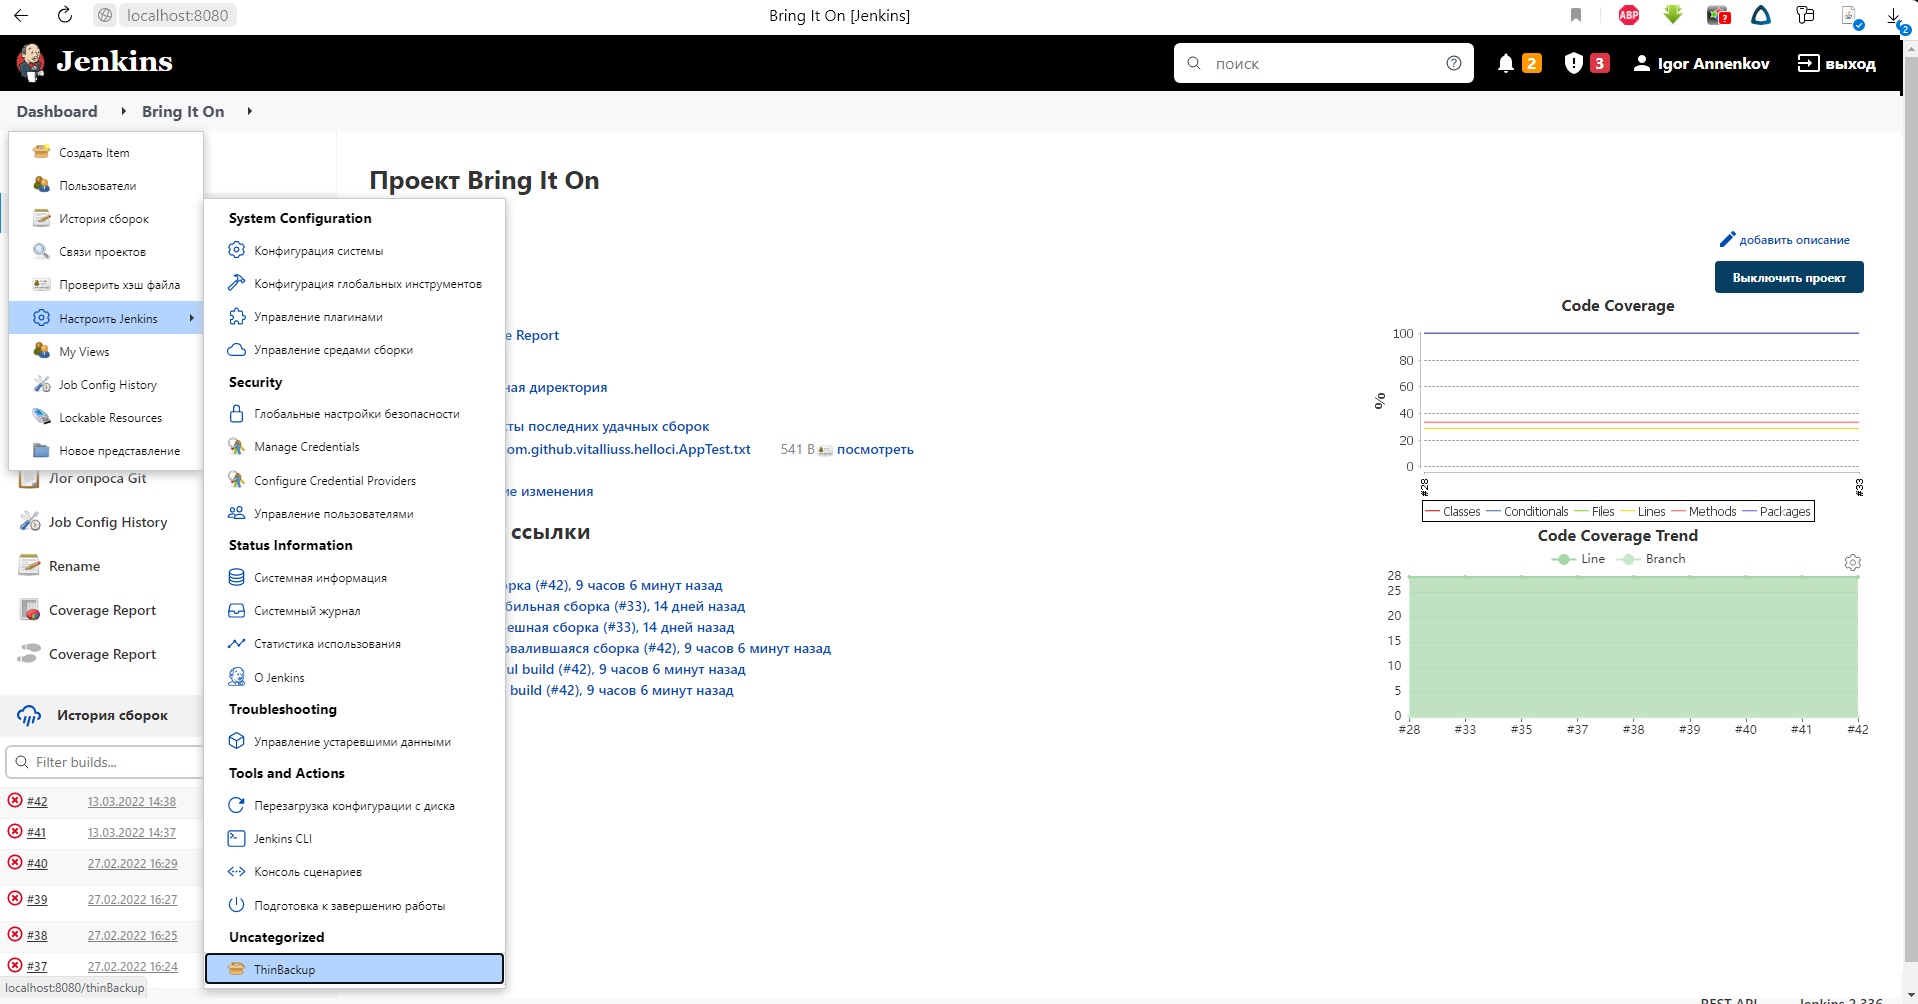 localhost:8080
Bring It On [Jenkins]
ABP
?
2
Jenkins
поиск
2
3
Igor Annenkov
выход
Dashboard
Bring It On
Создать Item
Пользователи
История сборок
Связи проектов
Проверить хэш файла
Настроить Jenkins
My Views
Job Config History
Lockable Resources
Новое представление
Лог опроса Git
Job Config History
Rename
Coverage Report
Coverage Report
История сборок
Filter builds...
#42 13.03.2022 14:38
#41 13.03.2022 14:37
#40 27.02.2022 16:29
#39 27.02.2022 16:27
#38 27.02.2022 16:25
#37 27.02.2022 16:24
localhost:8080/thinBackup
System Configuration
Конфигурация системы
Конфигурация глобальных инструментов
Управление плагинами
Управление средами сборки
Security
Глобальные настройки безопасности
Manage Credentials
Configure Credential Providers
Управление пользователями
Status Information
Системная информация
Системный журнал
Статистика использования
О Jenkins
Troubleshooting
Управление устаревшими данными
Tools and Actions
Перезагрузка конфигурации с диска
Jenkins CLI
Консоль сценариев
Подготовка к завершению работы
Uncategorized
ThinBackup
Проект Bring It On
e Report
ная директория
ты последних удачных сборок
om.github.vitalliuss.helloci.AppTest.txt 541 B посмотреть
ие изменения
ссылки
рка (#42), 9 часов 6 минут назад
бильная сборка (#33), 14 дней назад
ешная сборка (#33), 14 дней назад
овалившаяся сборка (#42), 9 часов 6 минут назад
ul build (#42), 9 часов 6 минут назад
build (#42), 9 часов 6 минут назад
добавить описание
Выключить проект
Code Coverage
100
80
60
40
20
0
%
#28 #33
Classes Conditionals Files Lines Methods Packages
Code Coverage Trend
Line Branch
28
25
20
15
10
5
0
#28 #33 #35 #37 #38 #39 #40 #41 #42
REST API Jenkins 2.336